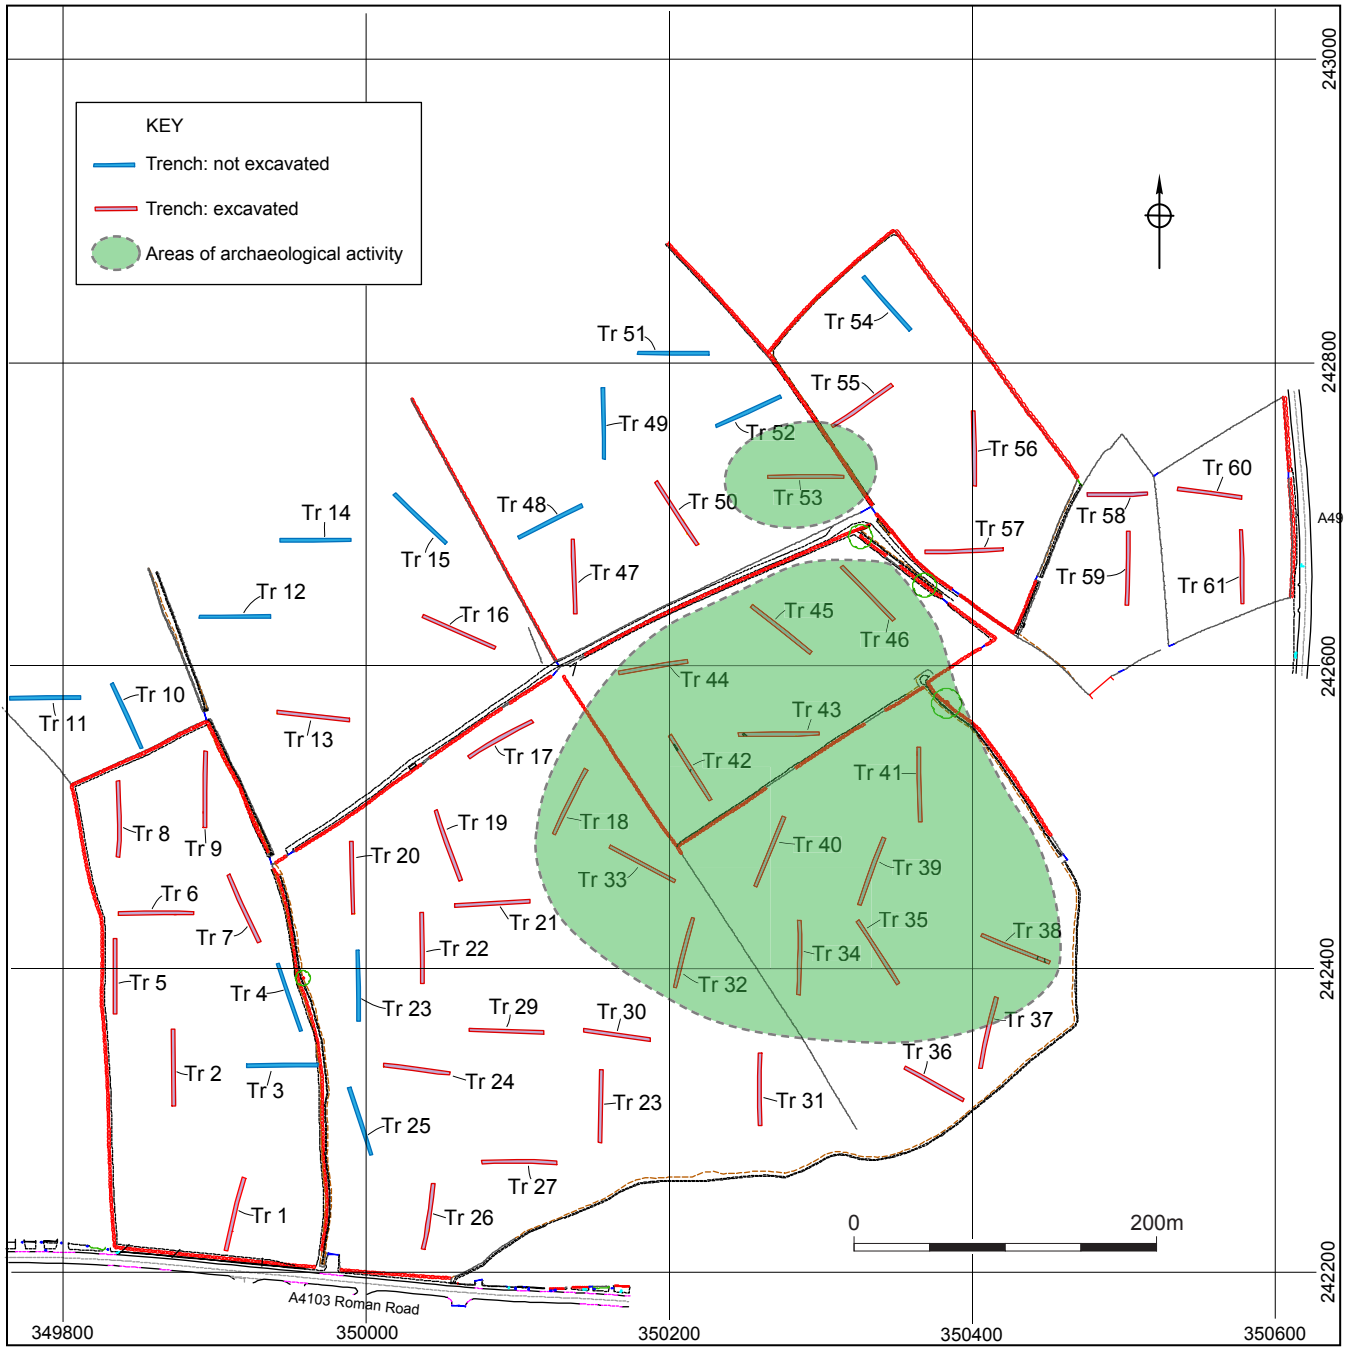 KEY
Trench: not excavated
Trench: excavated
Areas of archaeological activity
243000
242800
242600
242400
242200
Tr 51
Tr 54
Tr 55
Tr 49
Tr 52
Tr 56
Tr 60
Tr 53
Tr 50
Tr 58
A49
Tr 14
Tr 48
Tr 15
Tr 57
Tr 47
Tr 59
Tr 61
Tr 12
Tr 16
Tr 45
Tr 46
Tr 44
Tr 10
Tr 11
Tr 13
Tr 43
Tr 17
Tr 42
Tr 41
Tr 8
Tr 9
Tr 19
Tr 18
Tr 20
Tr 40
Tr 39
Tr 33
Tr 6
Tr 21
Tr 7
Tr 35
Tr 38
Tr 22
Tr 34
Tr 5
Tr 4
Tr 32
Tr 23
Tr 29
Tr 30
Tr 37
Tr 36
Tr 2
Tr 3
Tr 24
Tr 23
Tr 31
Tr 25
Tr 27
Tr 1
Tr 26
0
200m
A4103 Roman Road
349800
350000
350200
350400
350600